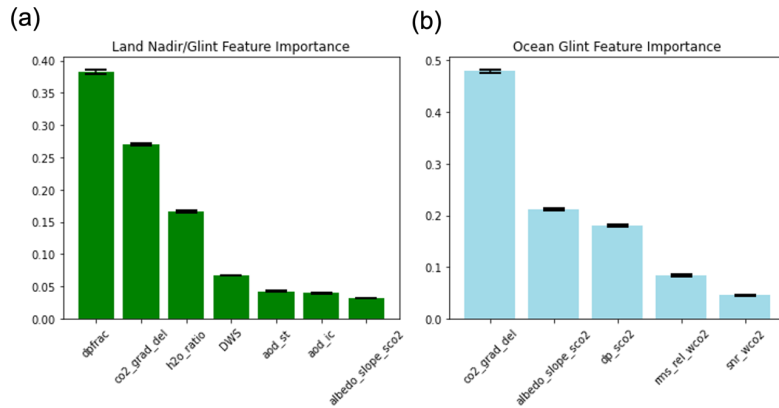 (a)
Land Nadir/Glint Feature Importance
0.40
0.35
0.30
0.25
0.20
0.15
0.10
0.05
0.00
dpfrac
co2_grad_del
h2o_ratio
DWS
aod_st
aod_ic
albedo_slope_sco2
(b)
Ocean Glint Feature Importance
0.5
0.4
0.3
0.2
0.1
0.0
co2_grad_del
albedo_slope_sco2
dp_sco2
rms_rel_wco2
snr_wco2